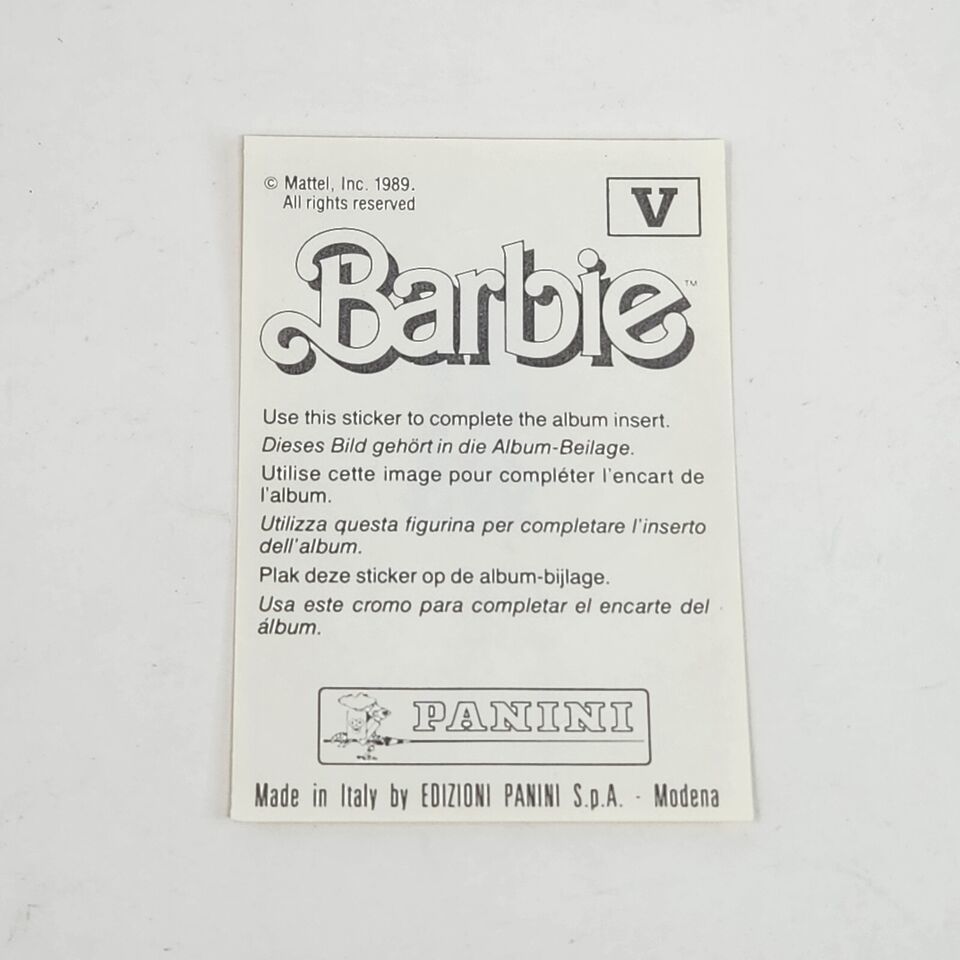 © Mattel, Inc. 1989.
All rights reserved
V
Barbie™
Use this sticker to complete the album insert.
Dieses Bild gehört in die Album-Beilage.
Utilise cette image pour compléter l'encart de
l'album.
Utilizza questa figurina per completare l'inserto
dell'album.
Plak deze sticker op de album-bijlage.
Usa este cromo para completar el encarte del
álbum.
PANINI
Made in Italy by EDIZIONI PANINI S.p.A. - Modena